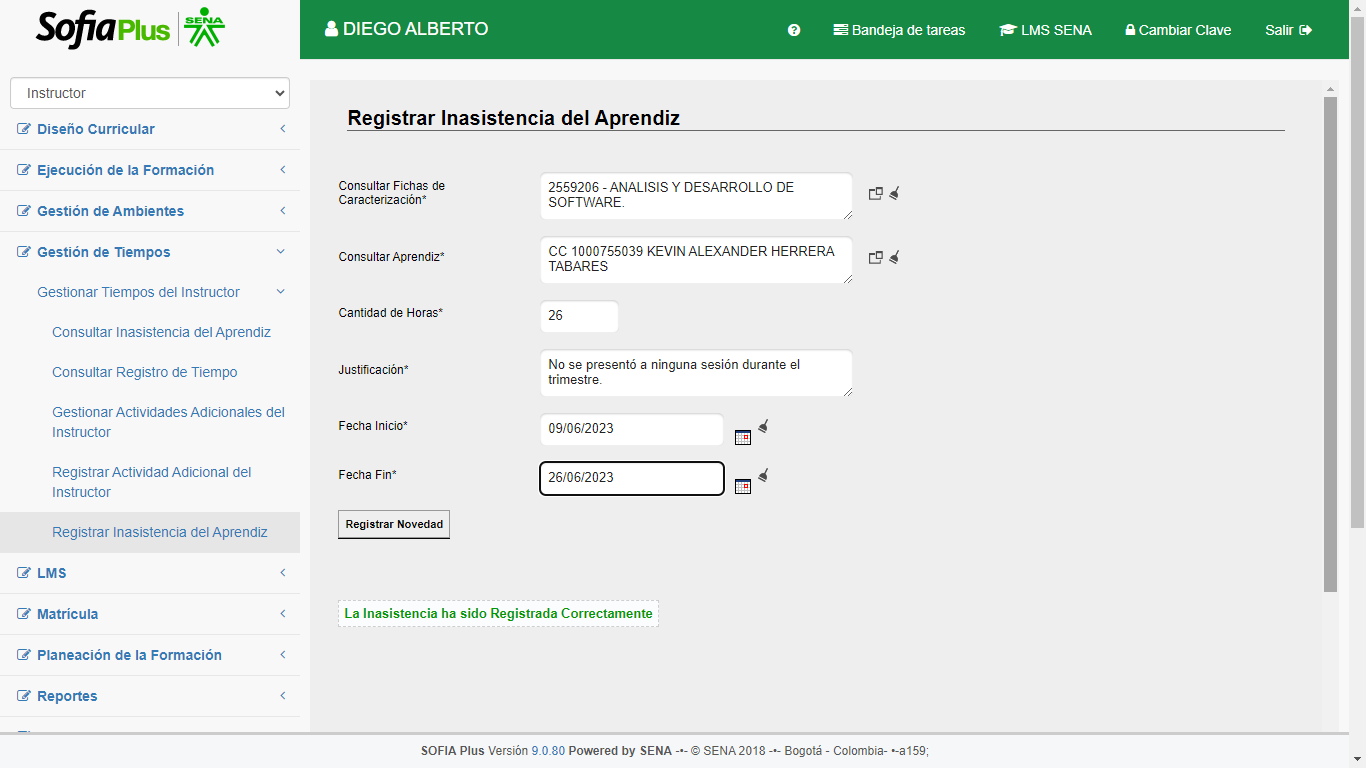 Sofia Plus SENA
DIEGO ALBERTO
Bandeja de tareas
LMS SENA
Cambiar Clave
Salir
Instructor
Diseño Curricular
Ejecución de la Formación
Gestión de Ambientes
Gestión de Tiempos
Gestionar Tiempos del Instructor
Consultar Inasistencia del Aprendiz
Consultar Registro de Tiempo
Gestionar Actividades Adicionales del
Instructor
Registrar Actividad Adicional del
Instructor
Registrar Inasistencia del Aprendiz
LMS
Matrícula
Planeación de la Formación
Reportes
Registrar Inasistencia del Aprendiz
Consultar Fichas de
Caracterización*
2559206 - ANALISIS Y DESARROLLO DE
SOFTWARE.
Consultar Aprendiz*
CC 1000755039 KEVIN ALEXANDER HERRERA
TABARES
Cantidad de Horas*
26
Justificación*
No se presentó a ninguna sesión durante el
trimestre.
Fecha Inicio*
09/06/2023
Fecha Fin*
26/06/2023
Registrar Novedad
La Inasistencia ha sido Registrada Correctamente
SOFIA Plus Versión 9.0.80 Powered by SENA -•- © SENA 2018 -•- Bogotá - Colombia- •-a159;